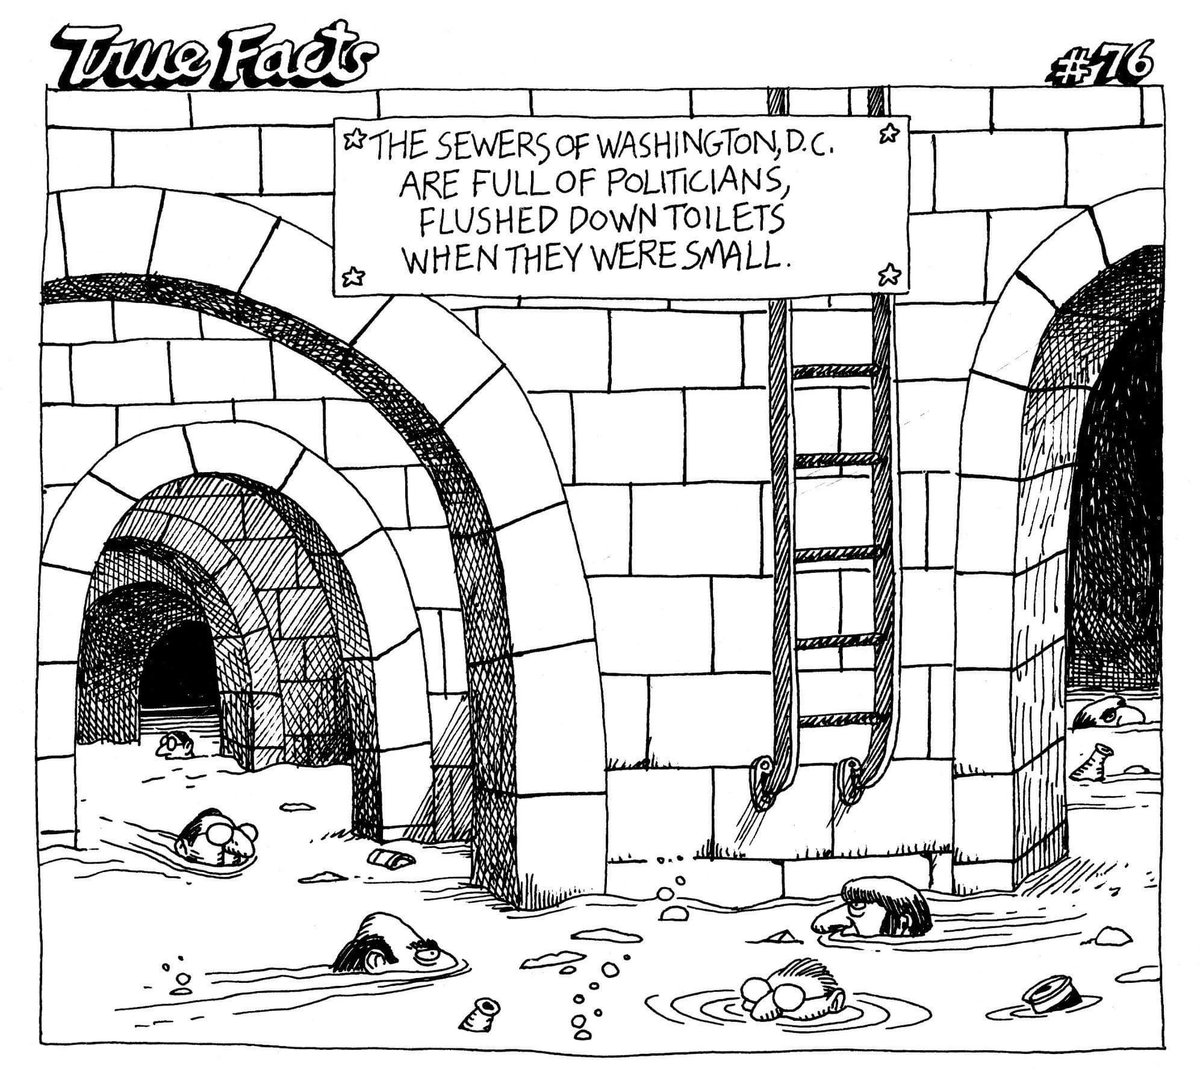 True Facts
#76
THE SEWERS OF WASHINGTON, D.C.
ARE FULL OF POLITICIANS,
FLUSHED DOWN TOILETS
WHEN THEY WERE SMALL.